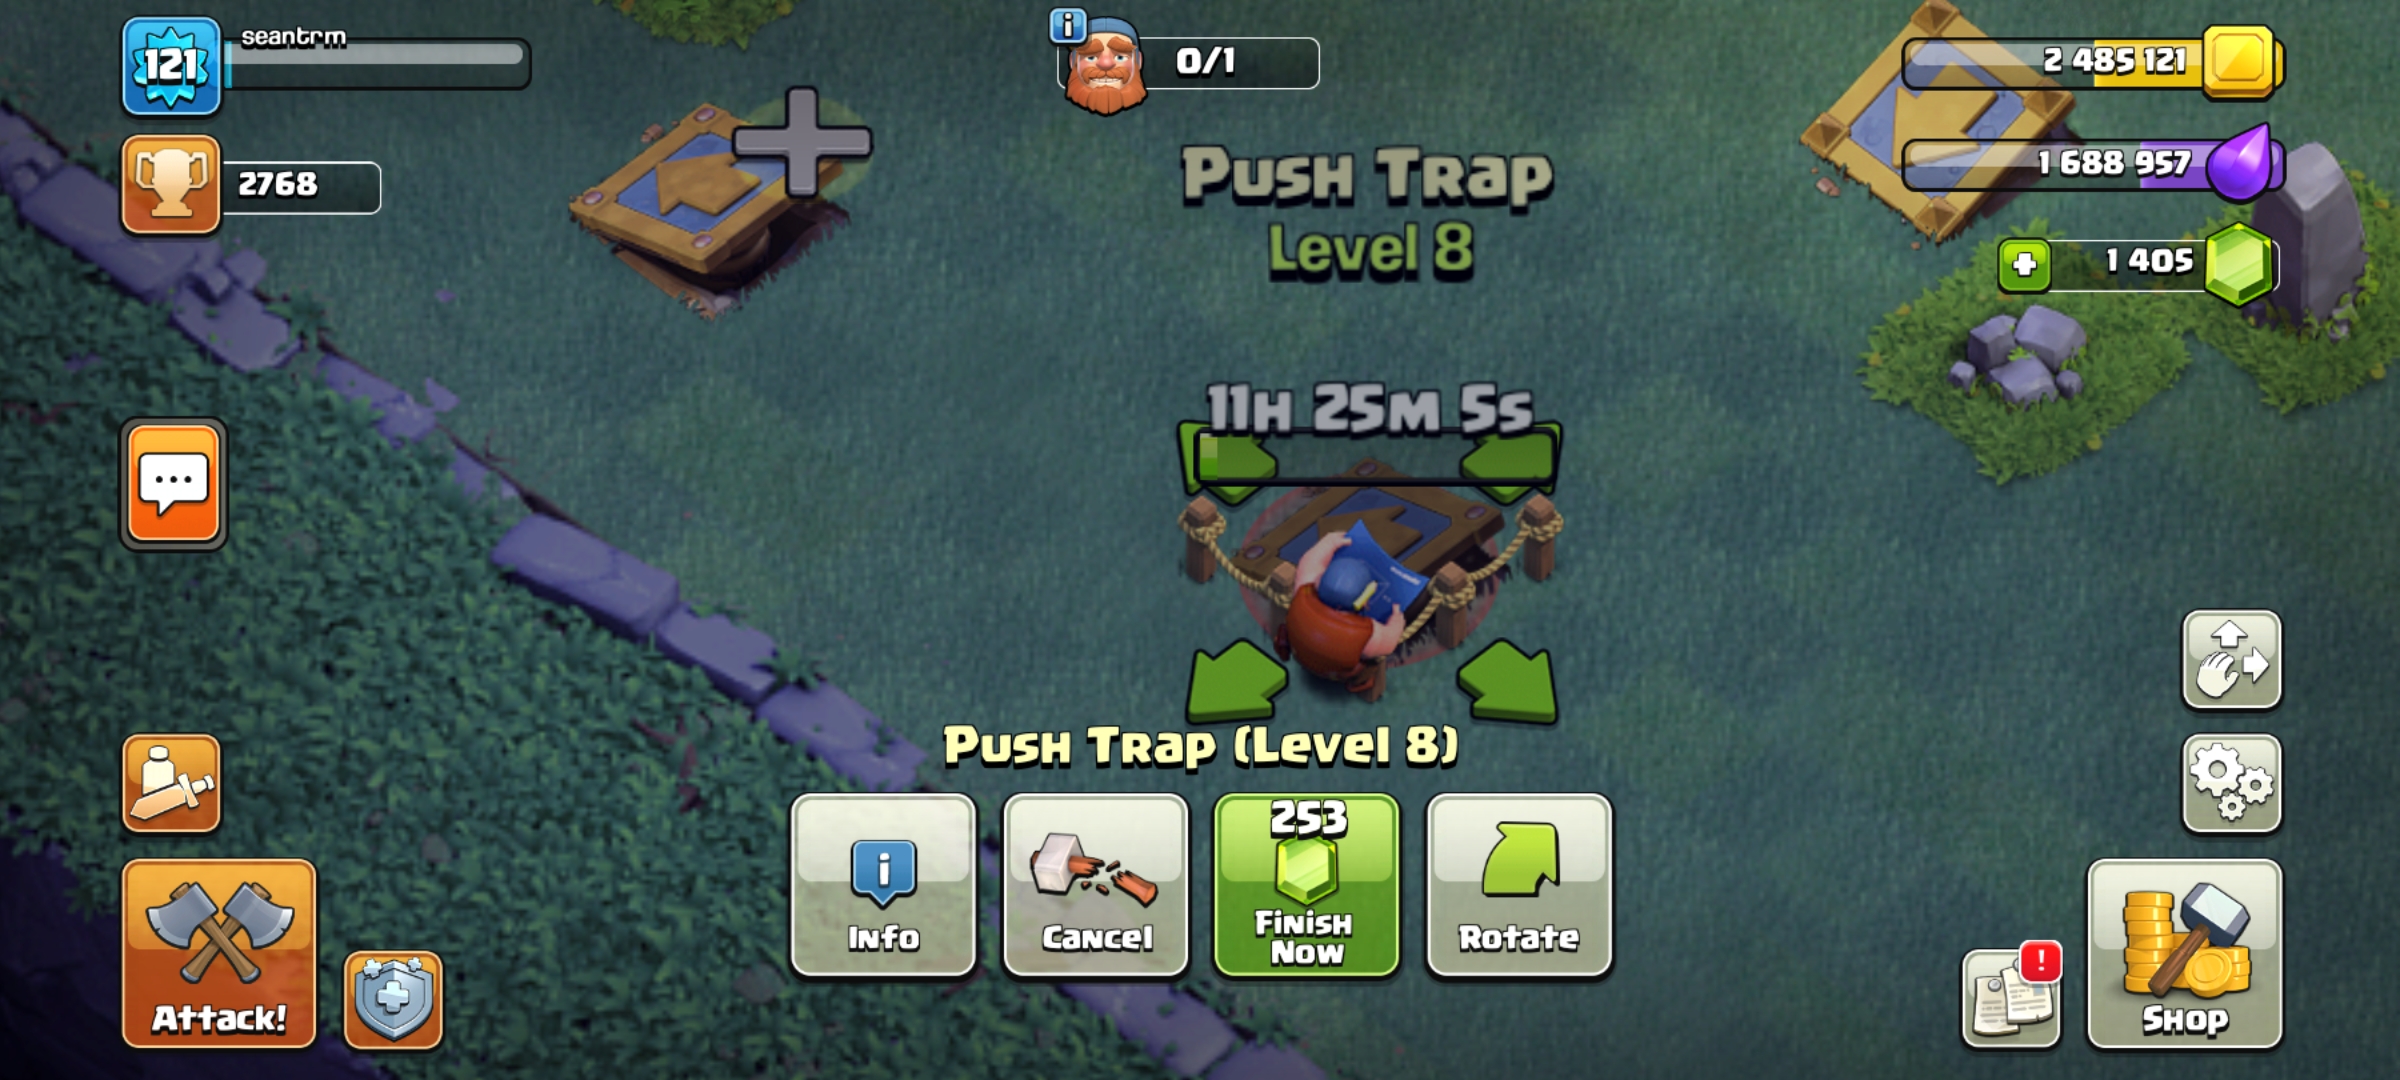 121
seantrm
0/1
2 485 121
2768
1 688 957
Push Trap
Level 8
1 405
11H 25M 5s
Push Trap (Level 8)
253
Info
Cancel
Finish
Now
Rotate
Attack!
!
Shop